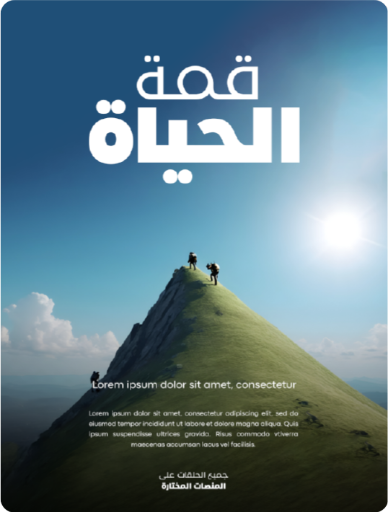 قمة
الحياة
Lorem ipsum dolor sit amet, consectetur
Lorem ipsum dolor sit amet, consectetur adipiscing elit, sed do
eiusmod tempor incididunt ut labore et dolore magna aliqua. Quis
ipsum suspendisse ultrices gravida. Risus commodo viverra
maecenas accumsan lacus vel facilisis.
جميع الحلقات على
المنصات المختارة